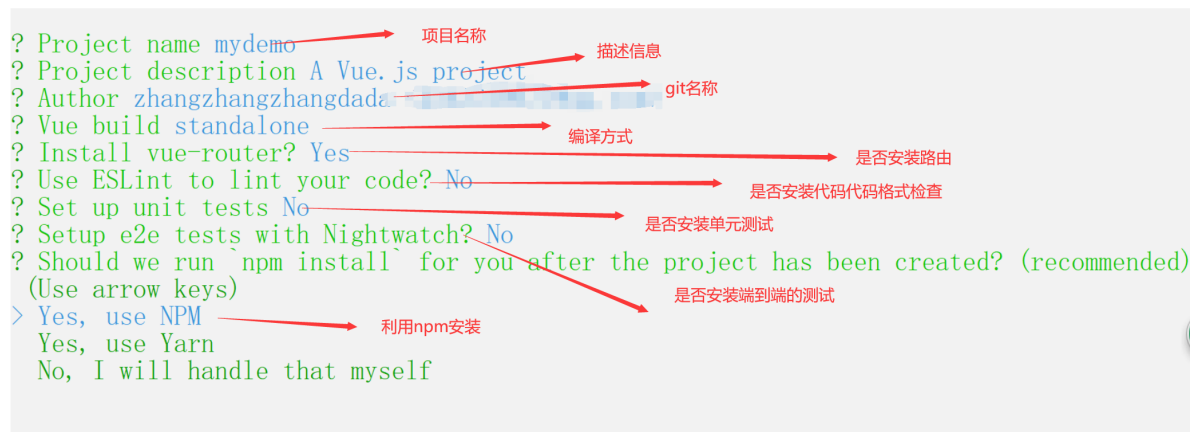 ? Project name mydemo 项目名称
? Project description A Vue.js project 描述信息
? Author zhangzhangzhangdada git名称
? Vue build standalone 编译方式
? Install vue-router? Yes 是否安装路由
? Use ESLint to lint your code? No 是否安装代码代码格式检查
? Set up unit tests No 是否安装单元测试
? Setup e2e tests with Nightwatch? No
? Should we run `npm install` for you after the project has been created? (recommended)
(Use arrow keys) 是否安装端到端的测试
> Yes, use NPM 利用npm安装
Yes, use Yarn
No, I will handle that myself